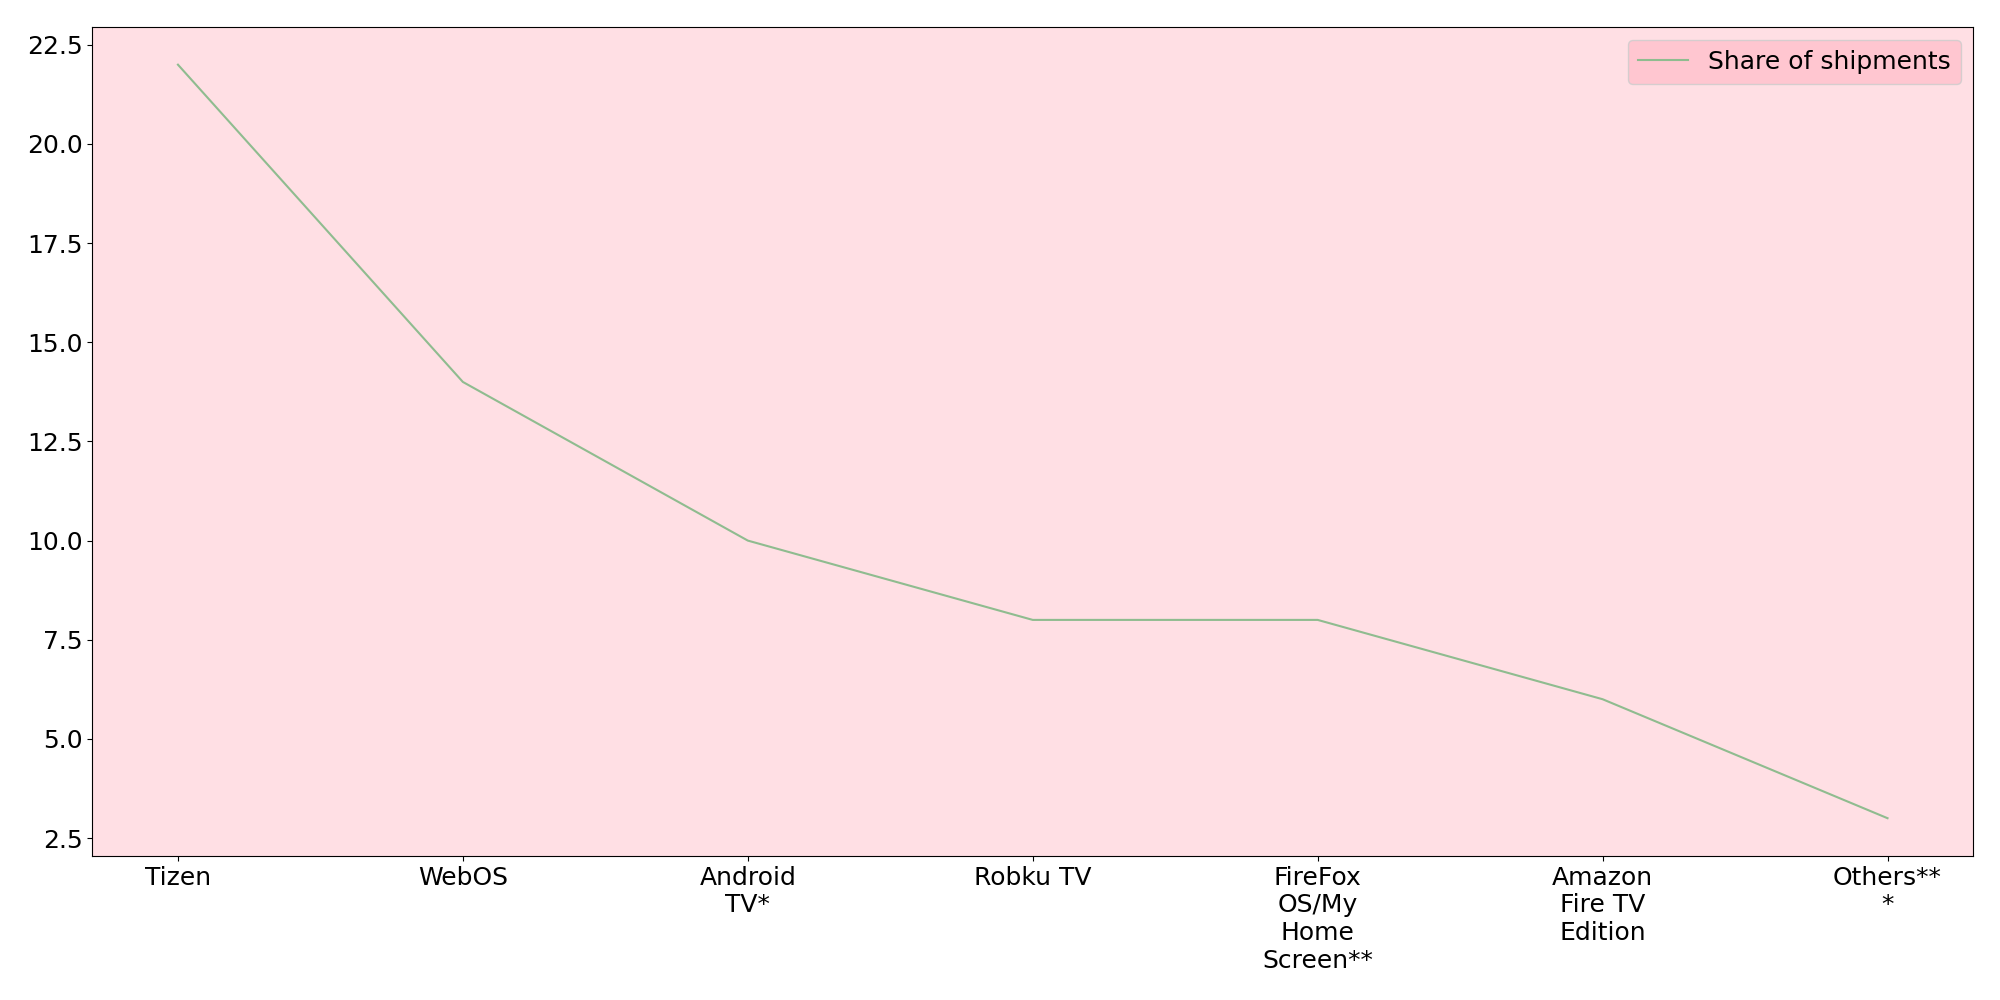 22.5
20.0
17.5
15.0
12.5
10.0
7.5
5.0
2.5
Share of shipments
Tizen
WebOS
Android
TV*
Robku TV
FireFox
OS/My
Home
Screen**
Amazon
Fire TV
Edition
Others**
*